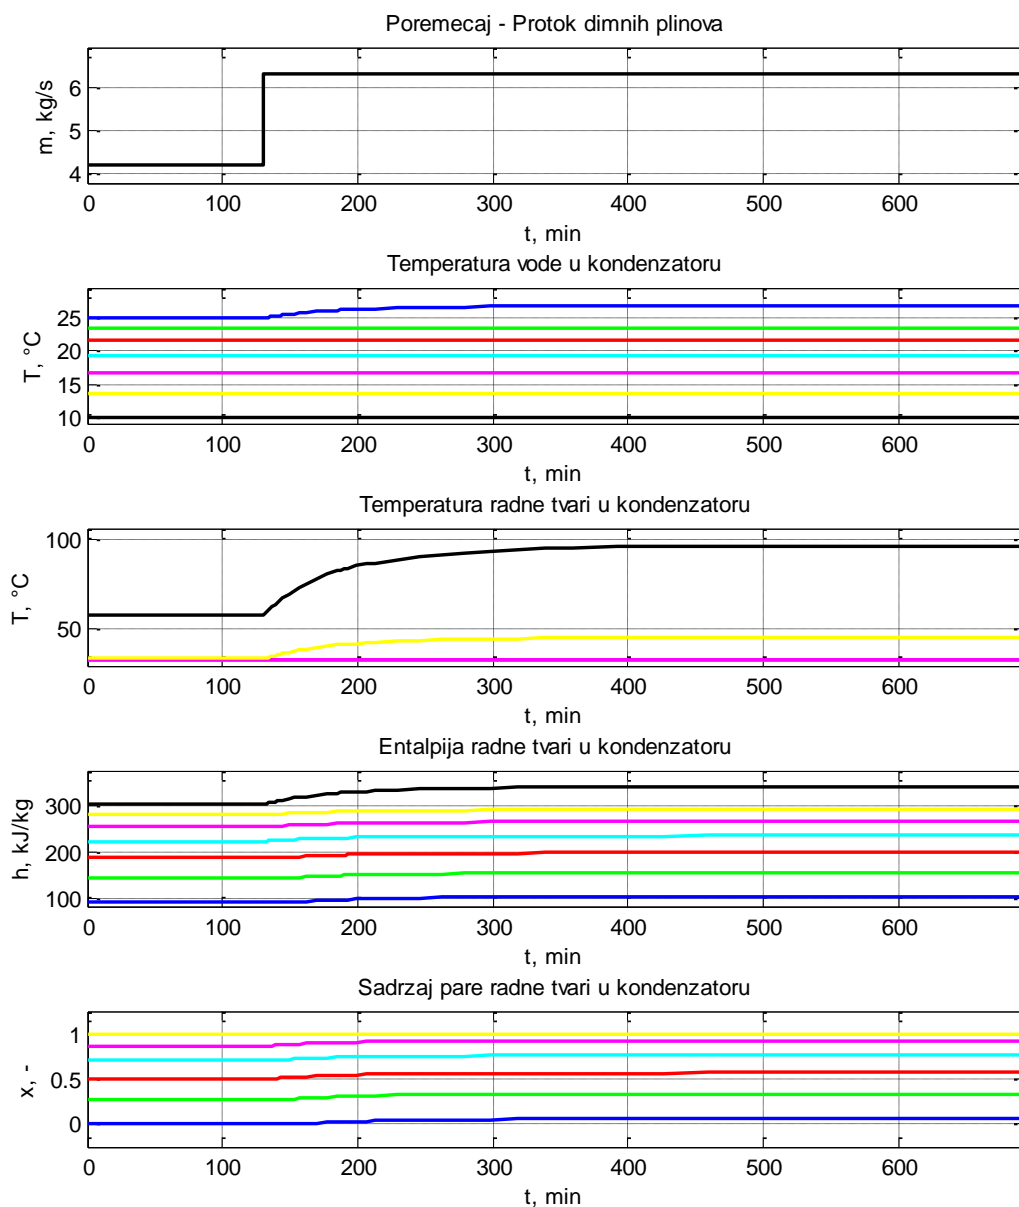 Poremecaj - Protok dimnih plinova
m, kg/s
6
5
4
0 100 200 300 400 500 600
t, min
Temperatura vode u kondenzatoru
T, °C
25
20
15
10
0 100 200 300 400 500 600
t, min
Temperatura radne tvari u kondenzatoru
T, °C
100
50
0 100 200 300 400 500 600
t, min
Entalpija radne tvari u kondenzatoru
h, kJ/kg
300
200
100
0 100 200 300 400 500 600
t, min
Sadrzaj pare radne tvari u kondenzatoru
x, -
1
0.5
0
0 100 200 300 400 500 600
t, min